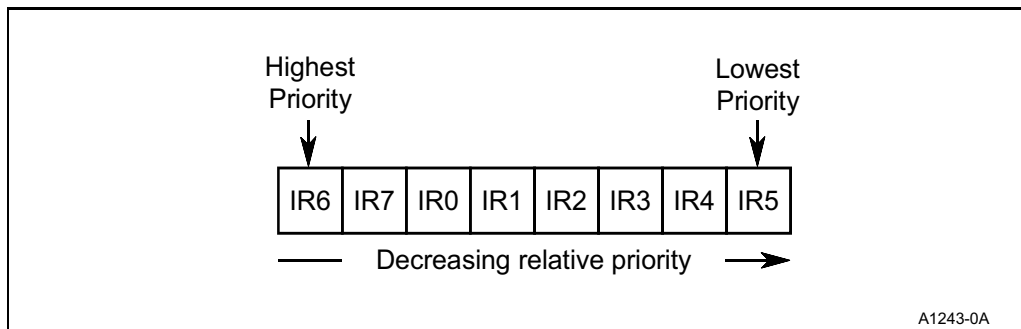 Highest
Priority
Lowest
Priority
IR6 IR7 IR0 IR1 IR2 IR3 IR4 IR5
Decreasing relative priority
A1243-0A